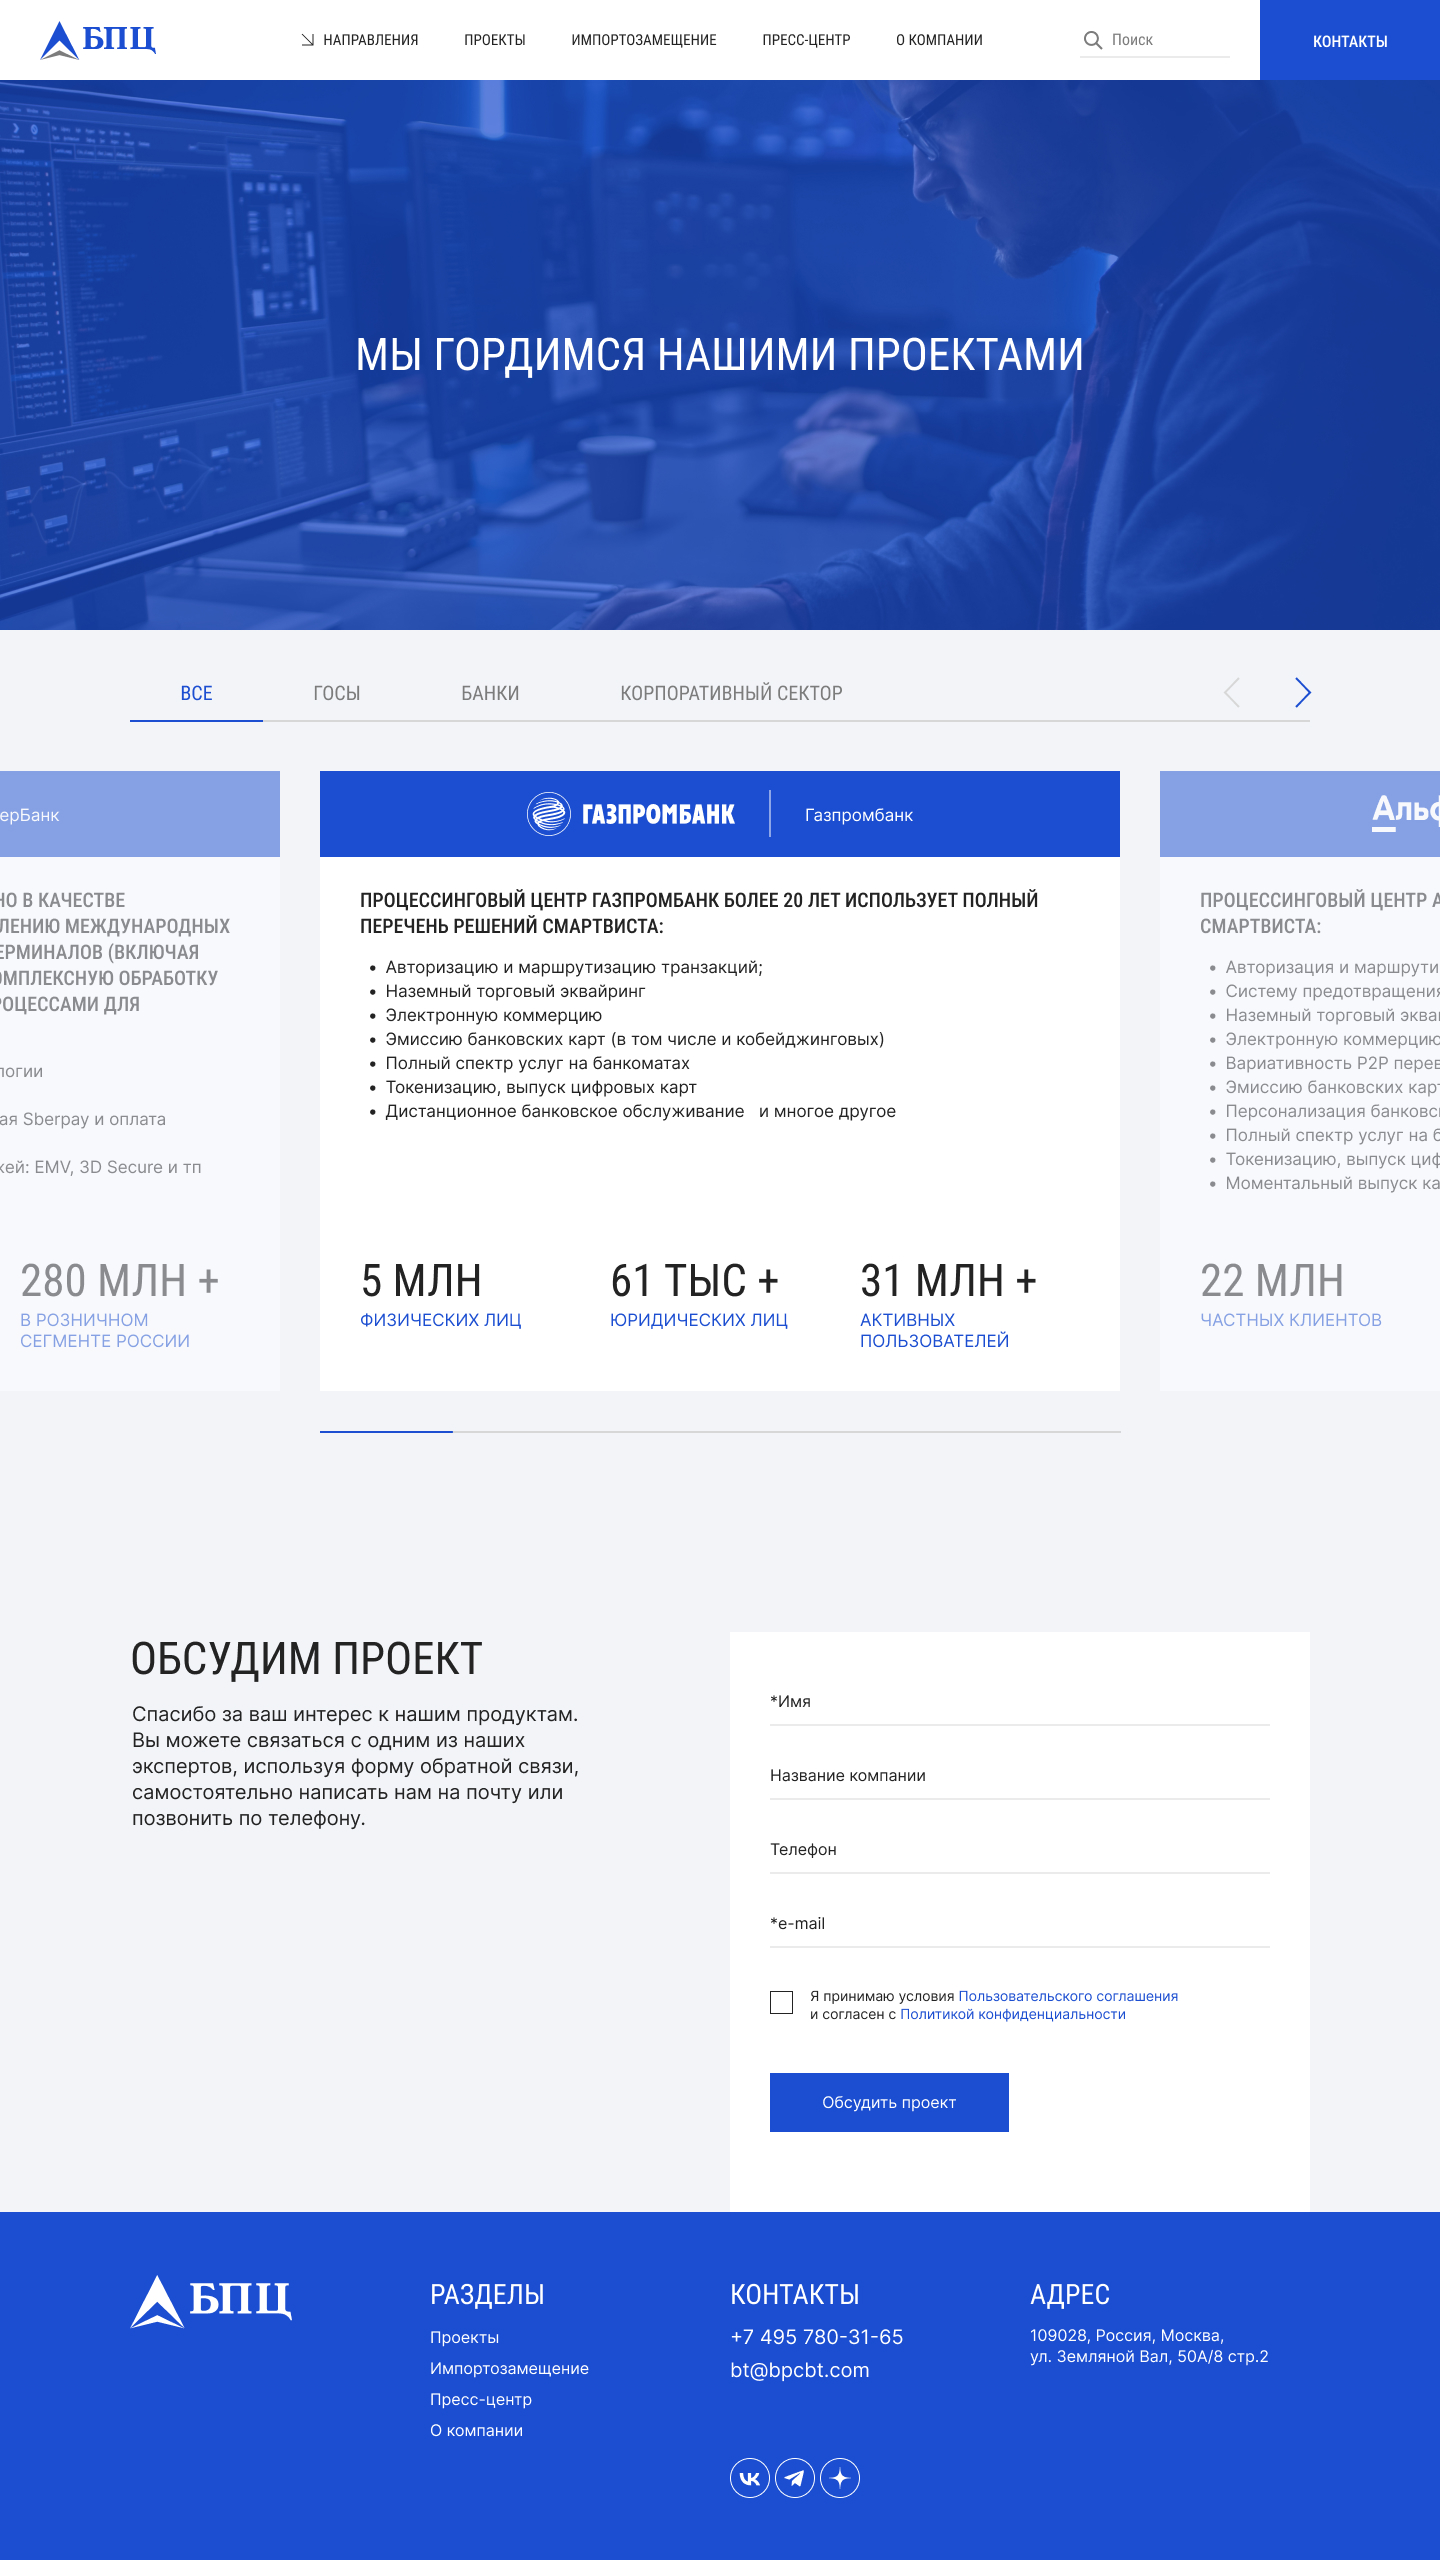 БПЦ
НАПРАВЛЕНИЯ
ПРОЕКТЫ
ИМПОРТОЗАМЕЩЕНИЕ
ПРЕСС-ЦЕНТР
О КОМПАНИИ
Поиск
КОНТАКТЫ
МЫ ГОРДИМСЯ НАШИМИ ПРОЕКТАМИ
ВСЕ
ГОСЫ
БАНКИ
КОРПОРАТИВНЫЙ СЕКТОР
ерБанк
НО В КАЧЕСТВЕ
ЛЕНИЮ МЕЖДУНАРОДНЫХ
ЕРМИНАЛОВ (ВКЛЮЧАЯ
ОМПЛЕКСНУЮ ОБРАБОТКУ
РОЦЕССАМИ ДЛЯ
логии
ая Sberpay и оплата
жей: EMV, 3D Secure и тп
280 МЛН +
В РОЗНИЧНОМ
СЕГМЕНТЕ РОССИИ
ГАЗПРОМБАНК
Газпромбанк
ПРОЦЕССИНГОВЫЙ ЦЕНТР ГАЗПРОМБАНК БОЛЕЕ 20 ЛЕТ ИСПОЛЬЗУЕТ ПОЛНЫЙ
ПЕРЕЧЕНЬ РЕШЕНИЙ СМАРТВИСТА:
• Авторизацию и маршрутизацию транзакций;
• Наземный торговый эквайринг
• Электронную коммерцию
• Эмиссию банковских карт (в том числе и кобейджинговых)
• Полный спектр услуг на банкоматах
• Токенизацию, выпуск цифровых карт
• Дистанционное банковское обслуживание   и многое другое
5 МЛН
ФИЗИЧЕСКИХ ЛИЦ
61 ТЫС +
ЮРИДИЧЕСКИХ ЛИЦ
31 МЛН +
АКТИВНЫХ
ПОЛЬЗОВАТЕЛЕЙ
Альф
ПРОЦЕССИНГОВЫЙ ЦЕНТР А
СМАРТВИСТА:
• Авторизация и маршрути
• Систему предотвращения
• Наземный торговый эквай
• Электронную коммерцию
• Вариативность P2P перев
• Эмиссию банковских карт
• Персонализация банковск
• Полный спектр услуг на б
• Токенизацию, выпуск циф
• Моментальный выпуск ка
22 МЛН
ЧАСТНЫХ КЛИЕНТОВ
ОБСУДИМ ПРОЕКТ
Спасибо за ваш интерес к нашим продуктам.
Вы можете связаться с одним из наших
экспертов, используя форму обратной связи,
самостоятельно написать нам на почту или
позвонить по телефону.
*Имя
Название компании
Телефон
*e-mail
Я принимаю условия Пользовательского соглашения
и согласен с Политикой конфиденциальности
Обсудить проект
БПЦ
РАЗДЕЛЫ
Проекты
Импортозамещение
Пресс-центр
О компании
КОНТАКТЫ
+7 495 780-31-65
bt@bpcbt.com
АДРЕС
109028, Россия, Москва,
ул. Земляной Вал, 50А/8 стр.2